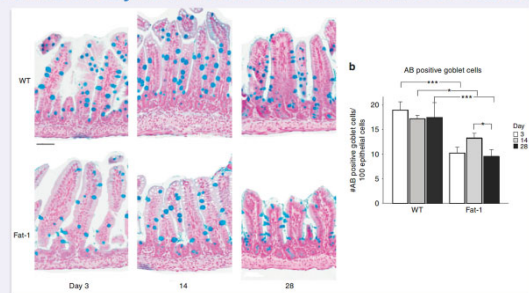 WT
Fat-1
Day 3
14
28
b
AB positive goblet cells
***
*
***
*
#AB positive goblet cells/
100 epithelial cells
20
15
10
5
0
WT
Fat-1
Day
3
14
28